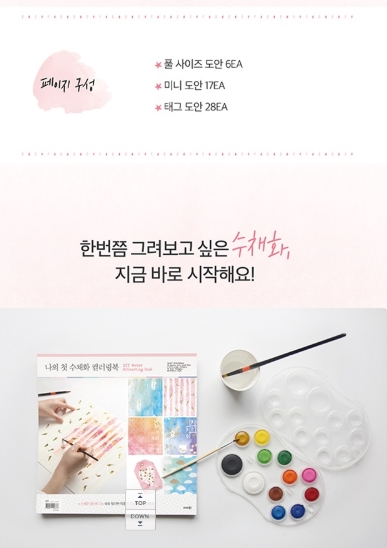 페이지 구성
풀 사이즈 도안 6EA
미니 도안 17EA
태그 도안 28EA
한번쯤 그려보고 싶은 수채화,
지금 바로 시작해요!
나의 첫 수채화 컬러링북
TOP
DOWN